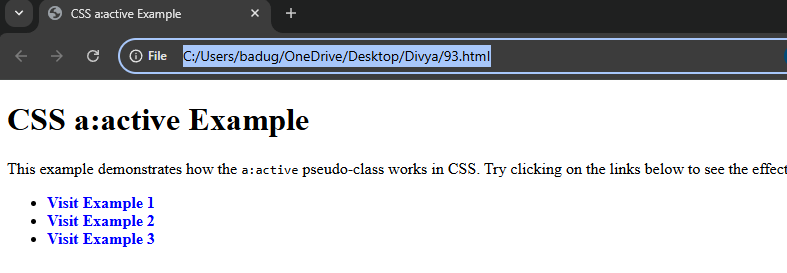 CSS a:active Example
File C:/Users/badug/OneDrive/Desktop/Divya/93.html
CSS a:active Example
This example demonstrates how the a:active pseudo-class works in CSS. Try clicking on the links below to see the effect
Visit Example 1
Visit Example 2
Visit Example 3